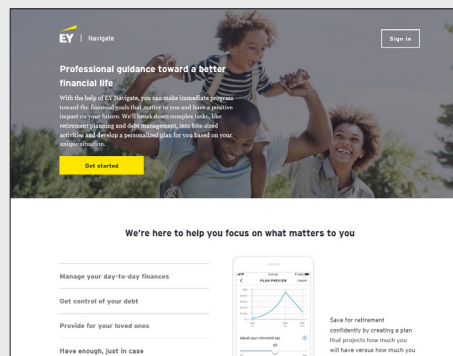 EY | Navigate
Sign in
Professional guidance toward a better
financial life
With the help of EY Navigate, you can make immediate progress
toward the financial goals that matter to you and have a positive
impact on your future. We'll break down complex tasks, like
retirement planning and debt management, into bite-sized
activities and develop a personalized plan for you based on your
unique situation.
Get started
We're here to help you focus on what matters to you
Manage your day-to-day finances
Get control of your debt
Provide for your loved ones
Have enough, just in case
PLAN PREVIEW
Adjust your retirement age
Save for retirement
confidently by creating a plan
that projects how much you
will have versus how much you